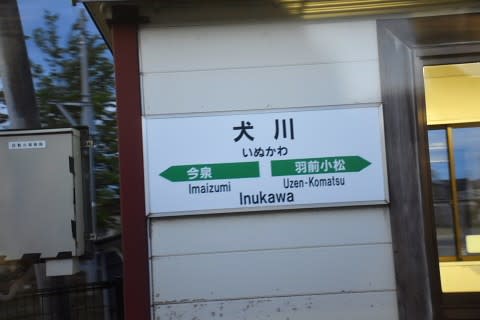 犬川
いぬかわ
今泉 羽前小松
Imaizumi Uzen-Komatsu
Inukawa